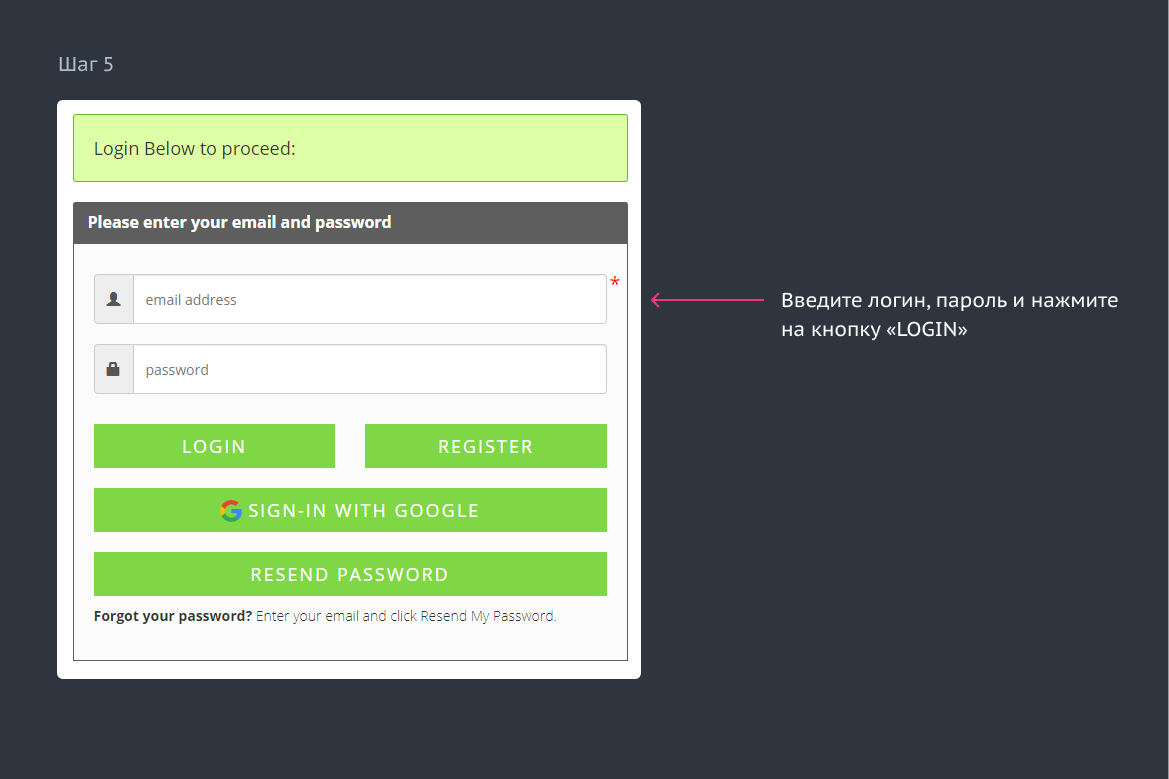 Шаг 5
Login Below to proceed:
Please enter your email and password
email address
*
password
LOGIN
REGISTER
SIGN-IN WITH GOOGLE
RESEND PASSWORD
Forgot your password? Enter your email and click Resend My Password.
Введите логин, пароль и нажмите
на кнопку «LOGIN»